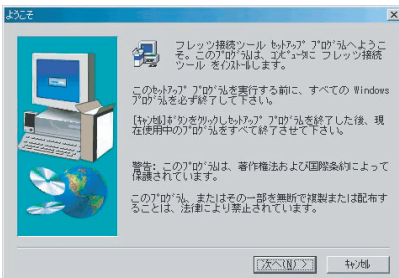 ようこそ
フレッツ接続ツール ｾｯﾄｱｯﾌﾟ ﾌﾟﾛｸﾞﾗﾑへようこ
そ。このﾌﾟﾛｸﾞﾗﾑは、ｺﾝﾋﾟｭｰﾀに フレッツ接続
ツール をｲﾝｽﾄｰﾙします。
このｾｯﾄｱｯﾌﾟ ﾌﾟﾛｸﾞﾗﾑを実行する前に、すべての Windows
ﾌﾟﾛｸﾞﾗﾑを必ず終了して下さい。
[ｷｬﾝｾﾙ]ﾎﾞﾀﾝをｸﾘｯｸしｾｯﾄｱｯﾌﾟ ﾌﾟﾛｸﾞﾗﾑを終了した後、現
在使用中のﾌﾟﾛｸﾞﾗﾑをすべて終了させて下さい。
警告: このﾌﾟﾛｸﾞﾗﾑは、著作権法および国際条約によって
保護されています。
このﾌﾟﾛｸﾞﾗﾑ、またはその一部を無断で複製または配布す
ることは、法律により禁止されています。
次へ(N) >
ｷｬﾝｾﾙ